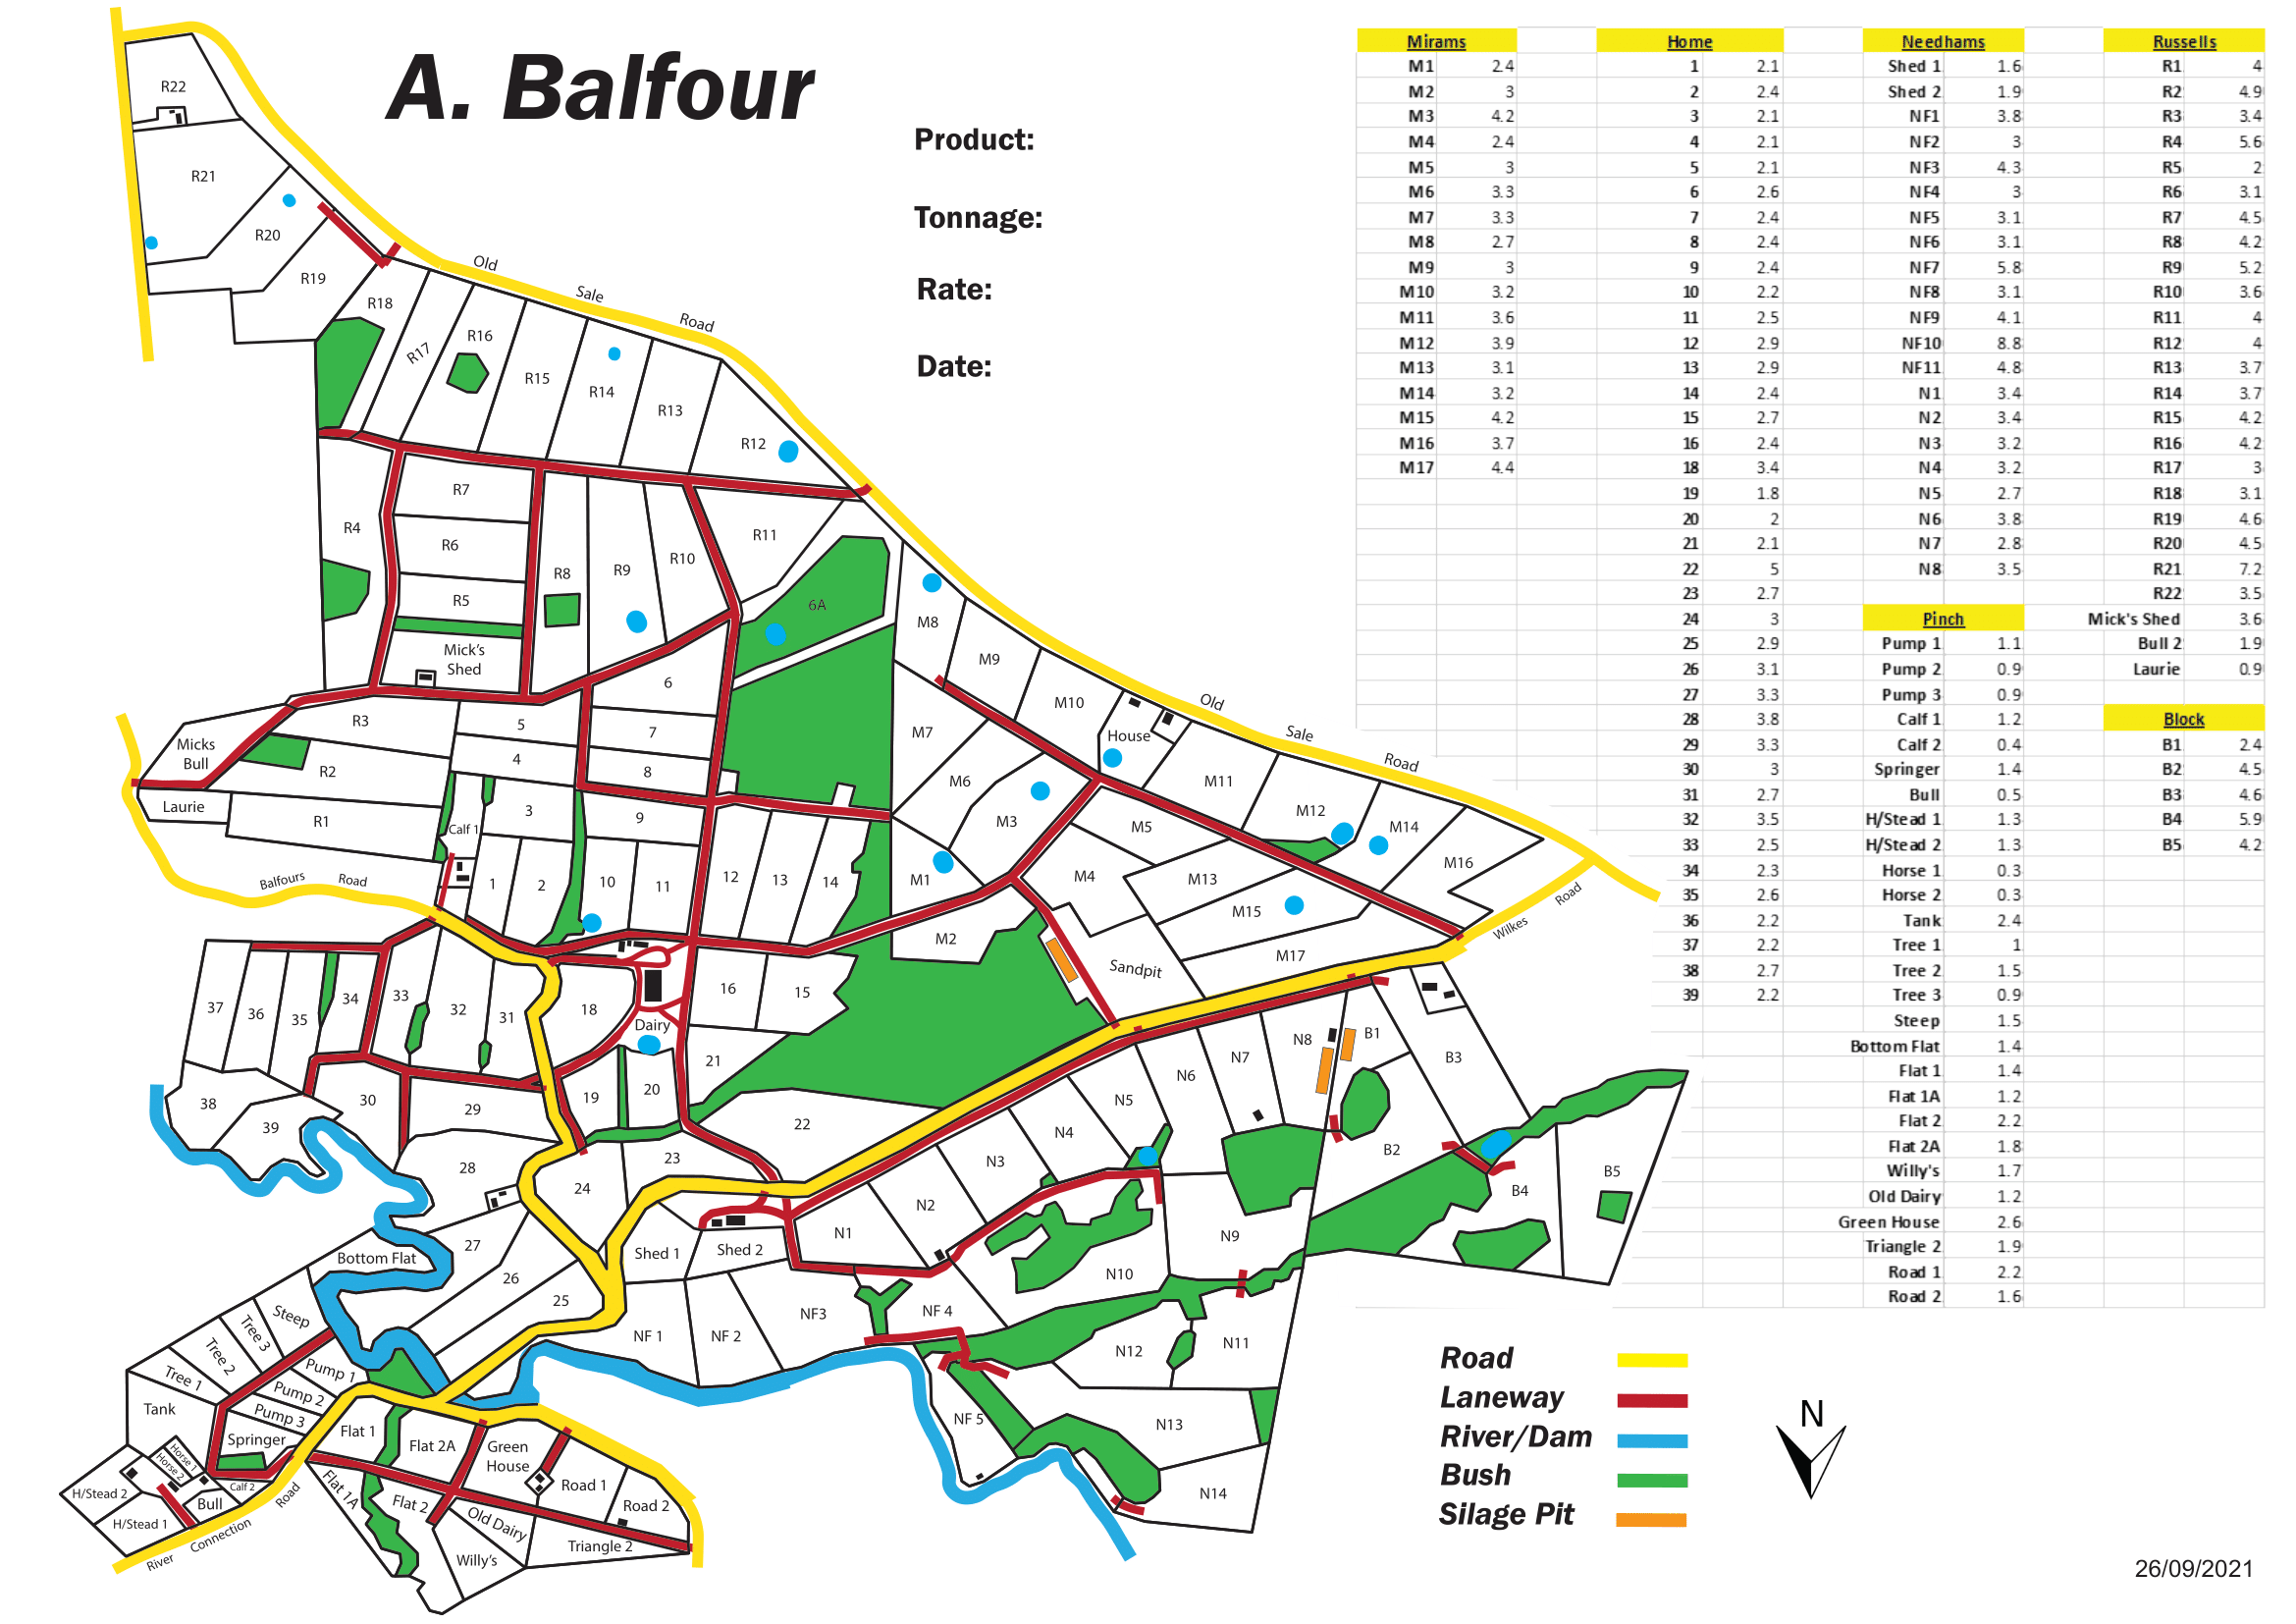 A. Balfour
Product:
Tonnage:
Rate:
Date:
Mirams Home Needhams Russells
M1 2.4 1 2.1 Shed 1 1.6 R1 4
M2 3 2 2.4 Shed 2 1.9 R2 4.9
M3 4.2 3 2.1 NF1 3.8 R3 3.4
M4 2.4 4 2.1 NF2 3 R4 5.6
M5 3 5 2.1 NF3 4.3 R5 2
M6 3.3 6 2.6 NF4 3 R6 3.1
M7 3.3 7 2.4 NF5 3.1 R7 4.5
M8 2.7 8 2.4 NF6 3.1 R8 4.2
M9 3 9 2.4 NF7 5.8 R9 5.2
M10 3.2 10 2.2 NF8 3.1 R10 3.6
M11 3.6 11 2.5 NF9 4.1 R11 4
M12 3.9 12 2.9 NF10 8.8 R12 4
M13 3.1 13 2.9 NF11 4.8 R13 3.7
M14 3.2 14 2.4 N1 3.4 R14 3.7
M15 4.2 15 2.7 N2 3.4 R15 4.2
M16 3.7 16 2.4 N3 3.2 R16 4.2
M17 4.4 18 3.4 N4 3.2 R17 3
19 1.8 N5 2.7 R18 3.1
20 2 N6 3.8 R19 4.6
21 2.1 N7 2.8 R20 4.5
22 5 N8 3.5 R21 7.2
23 2.7 R22 3.5
24 3 Pinch Mick's Shed 3.6
25 2.9 Pump 1 1.1 Bull 2 1.9
26 3.1 Pump 2 0.9 Laurie 0.9
27 3.3 Pump 3 0.9
28 3.8 Calf 1 1.2 Block
29 3.3 Calf 2 0.4 B1 2.4
30 3 Springer 1.4 B2 4.5
31 2.7 Bull 0.5 B3 4.6
32 3.5 H/Stead 1 1.3 B4 5.9
33 2.5 H/Stead 2 1.3 B5 4.2
34 2.3 Horse 1 0.3
35 2.6 Horse 2 0.3
36 2.2 Tank 2.4
37 2.2 Tree 1 1
38 2.7 Tree 2 1.5
39 2.2 Tree 3 0.9
Steep 1.5
Bottom Flat 1.4
Flat 1 1.4
Flat 1A 1.2
Flat 2 2.2
Flat 2A 1.8
Willy's 1.7
Old Dairy 1.2
Green House 2.6
Triangle 2 1.9
Road 1 2.2
Road 2 1.6
R22
R21
R20
R19
R18
R17
R16
R15
R14
R13
R12
Old Sale Road
R4
R7
R6
R5
Mick's
Shed
R8
R9
R10
R11
6A
R3
R2
R1
Micks
Bull
Laurie
Balfours Road
Calf 1
5
4
3
1
2
6
7
8
9
10
11
12
13
14
M8
M9
M10
House
M7
M6
M3
M1
M2
M5
M4
M11
M12
M14
M13
M15
M16
M17
Sandpit
Old Sale Road
Wilkes Road
37
36
35
34
33
32
31
18
Dairy
16
15
21
19
20
22
38
39
30
29
28
23
24
27
26
25
Shed 1
Shed 2
N1
N2
N3
N4
N5
N6
N7
N8
B1
B2
B3
B4
B5
N9
N10
N11
N12
N13
N14
NF 1
NF 2
NF3
NF 4
NF 5
Bottom Flat
Steep
Tree 3
Tree 2
Tree 1
Tank
Pump 1
Pump 2
Pump 3
Springer
Horse 1
Horse 2
H/Stead 2
H/Stead 1
Bull
Calf 2
River Connection Road
Flat 1
Flat 2A
Flat 1A
Flat 2
Green
House
Road 1
Road 2
Old Dairy
Willy's
Triangle 2
Road
Laneway
River/Dam
Bush
Silage Pit
N
26/09/2021